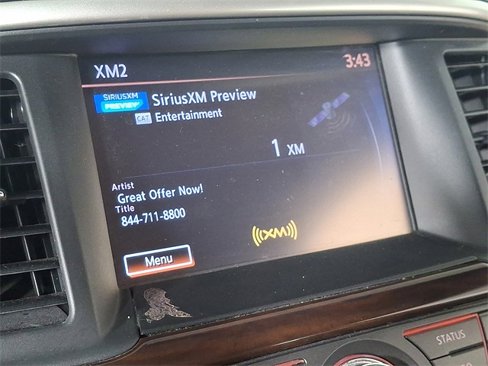 XM2 3:43
SIRIUSXM
PREVIEW
SiriusXM Preview
CAT Entertainment
1 XM
Artist
Great Offer Now!
Title
844-711-8800
((XM))
Menu
STATUS